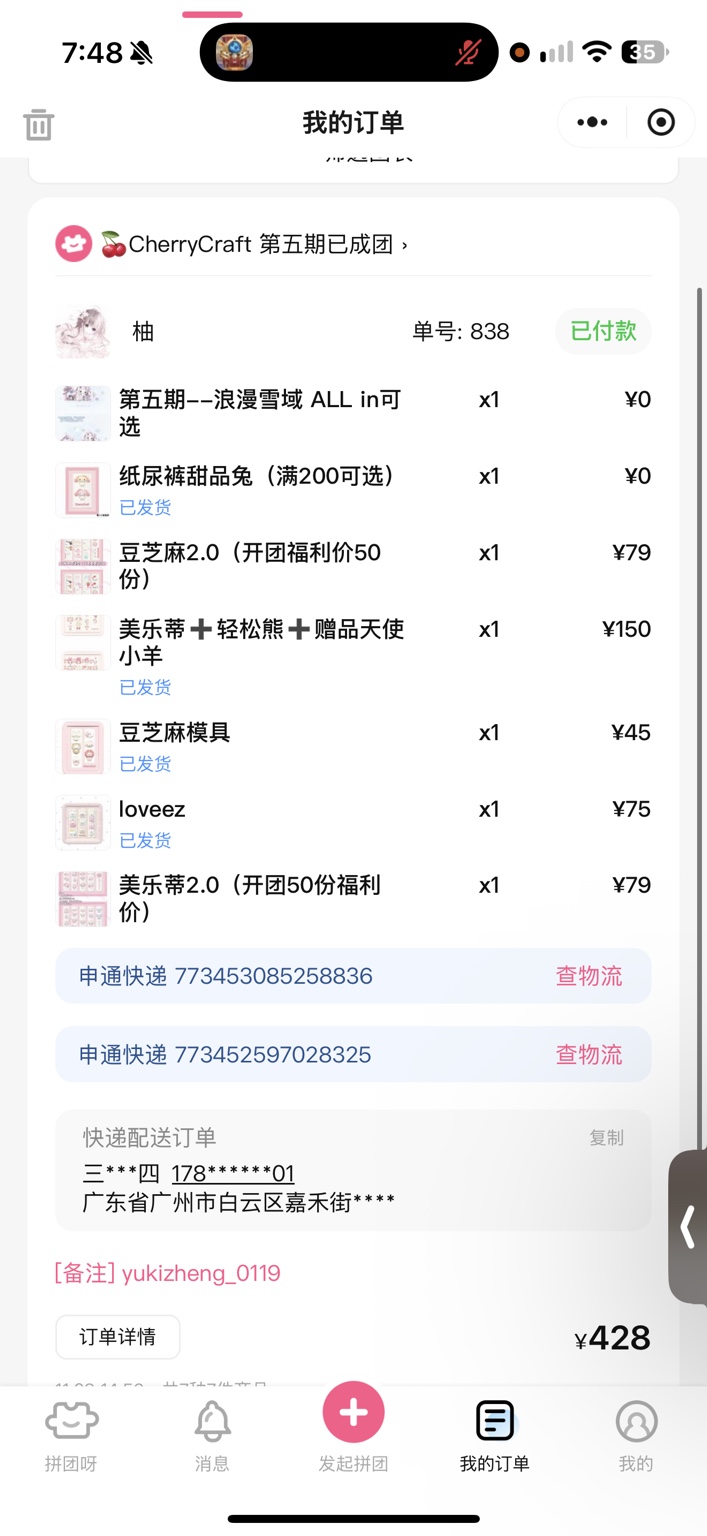 7:48
35
我的订单
🍒CherryCraft 第五期已成团 ›
柚 单号: 838 已付款
第五期--浪漫雪域 ALL in可 x1 ¥0
选
纸尿裤甜品兔（满200可选） x1 ¥0
已发货
豆芝麻2.0（开团福利价50 x1 ¥79
份）
美乐蒂➕轻松熊➕赠品天使 x1 ¥150
小羊
已发货
豆芝麻模具 x1 ¥45
已发货
loveez x1 ¥75
已发货
美乐蒂2.0（开团50份福利 x1 ¥79
价）
申通快递 773453085258836 查物流
申通快递 773452597028325 查物流
快递配送订单 复制
三***四 178******01
广东省广州市白云区嘉禾街****
[备注] yukizheng_0119
订单详情 ¥428
拼团呀 消息 发起拼团 我的订单 我的